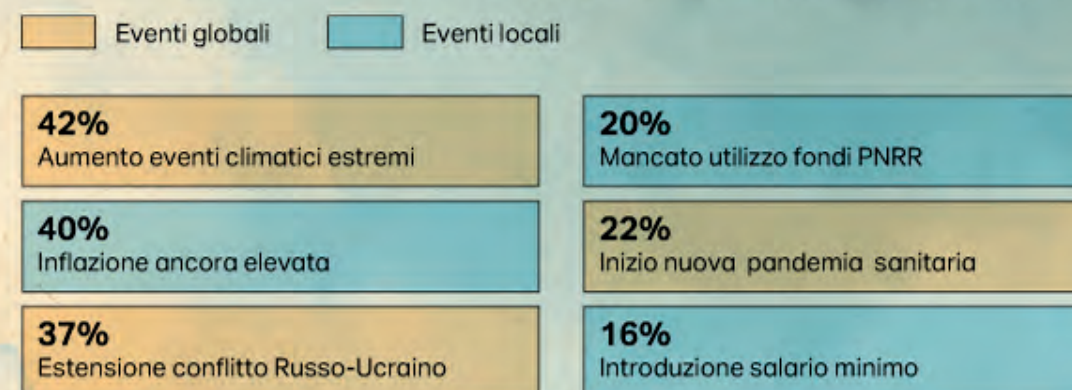 Eventi globali
Eventi locali
42%
Aumento eventi climatici estremi
40%
Inflazione ancora elevata
37%
Estensione conflitto Russo-Ucraino
20%
Mancato utilizzo fondi PNRR
22%
Inizio nuova pandemia sanitaria
16%
Introduzione salario minimo